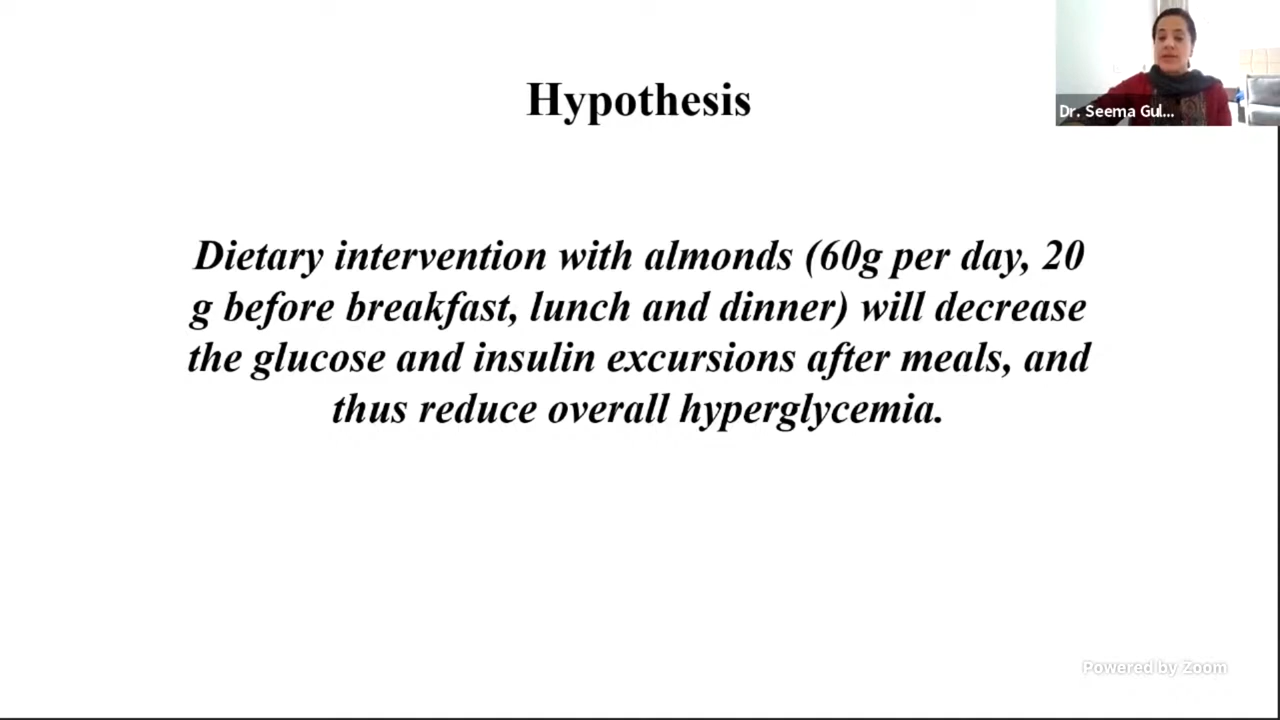 Hypothesis
Dr. Seema Gul...
Dietary intervention with almonds (60g per day, 20
g before breakfast, lunch and dinner) will decrease
the glucose and insulin excursions after meals, and
thus reduce overall hyperglycemia.
Powered by Zoom